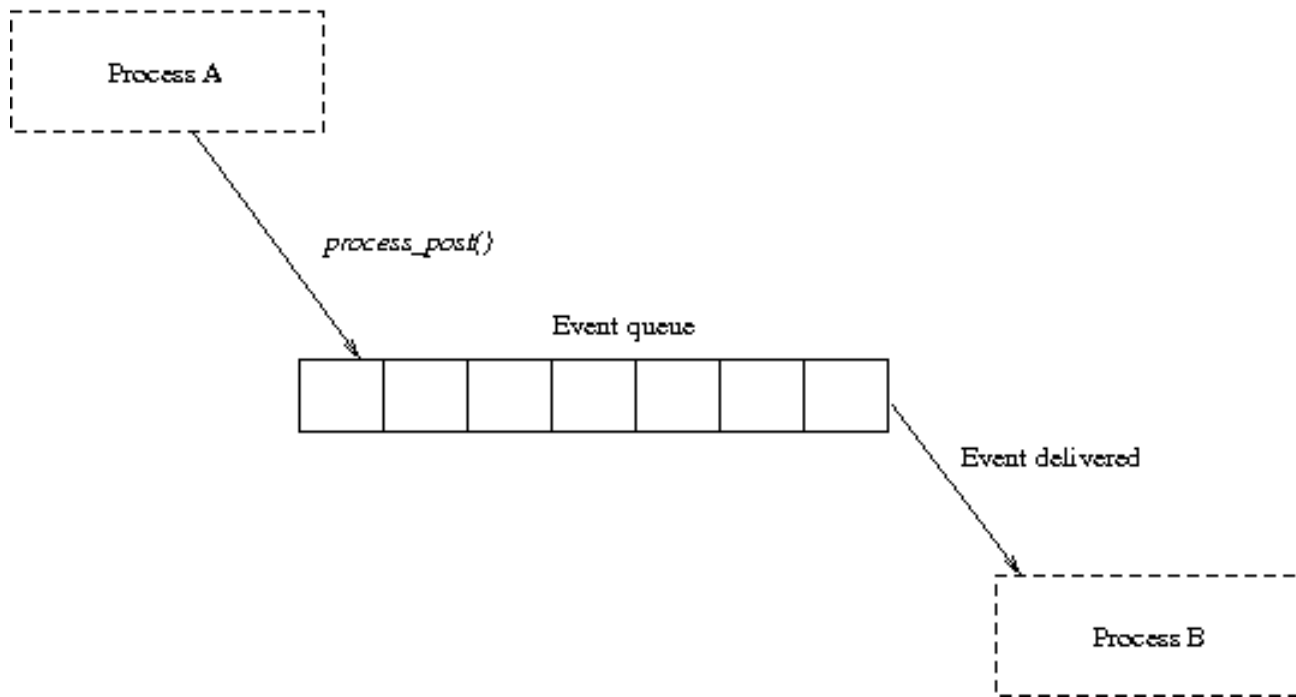 Process A
process_post()
Event queue
Event delivered
Process B